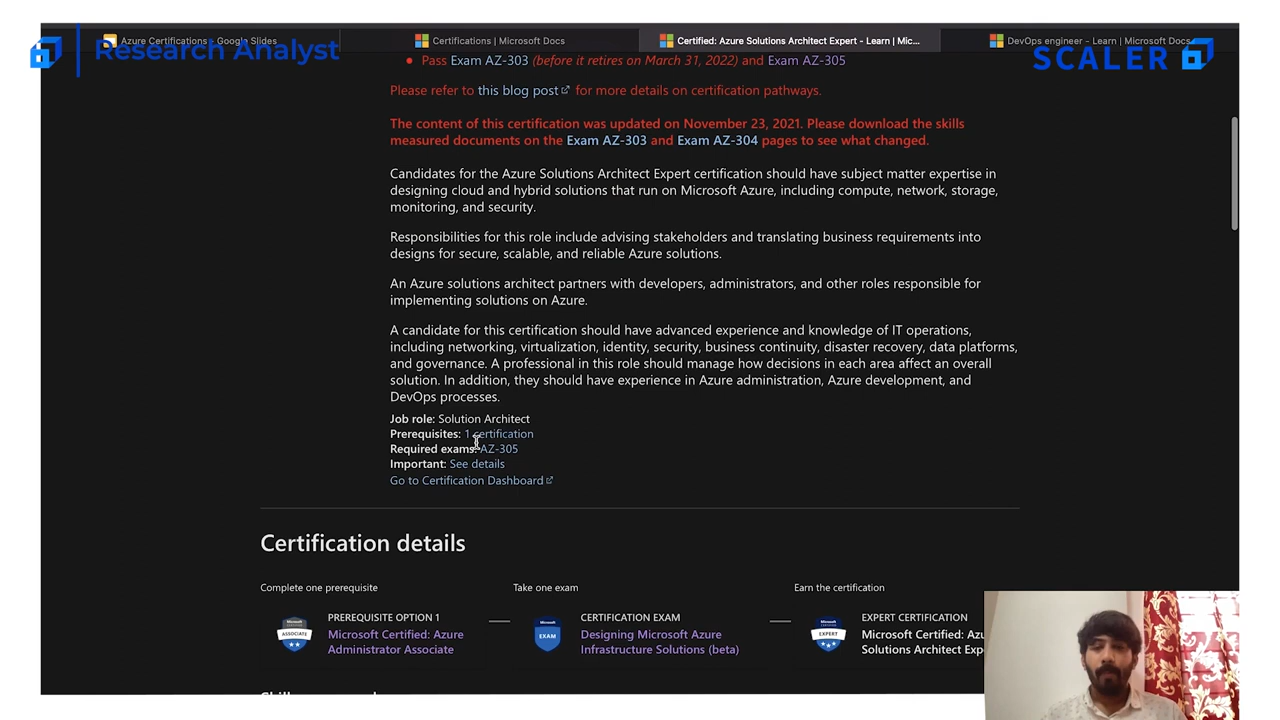 Azure Certifications - Google Slides
Certifications | Microsoft Docs
Certified: Azure Solutions Architect Expert - Learn | Mic...
DevOps engineer - Learn | Microsoft Docs
Research Analyst
SCALER
Pass Exam AZ-303 (before it retires on March 31, 2022) and Exam AZ-305
Please refer to this blog post for more details on certification pathways.
The content of this certification was updated on November 23, 2021. Please download the skills
measured documents on the Exam AZ-303 and Exam AZ-304 pages to see what changed.
Candidates for the Azure Solutions Architect Expert certification should have subject matter expertise in
designing cloud and hybrid solutions that run on Microsoft Azure, including compute, network, storage,
monitoring, and security.
Responsibilities for this role include advising stakeholders and translating business requirements into
designs for secure, scalable, and reliable Azure solutions.
An Azure solutions architect partners with developers, administrators, and other roles responsible for
implementing solutions on Azure.
A candidate for this certification should have advanced experience and knowledge of IT operations,
including networking, virtualization, identity, security, business continuity, disaster recovery, data platforms,
and governance. A professional in this role should manage how decisions in each area affect an overall
solution. In addition, they should have experience in Azure administration, Azure development, and
DevOps processes.
Job role: Solution Architect
Prerequisites: 1 certification
Required exams: AZ-305
Important: See details
Go to Certification Dashboard
Certification details
Complete one prerequisite
Take one exam
Earn the certification
PREREQUISITE OPTION 1
Microsoft Certified: Azure
Administrator Associate
ASSOCIATE
CERTIFICATION EXAM
Designing Microsoft Azure
Infrastructure Solutions (beta)
EXAM
EXPERT CERTIFICATION
Microsoft Certified: Azu
Solutions Architect Exp
EXPERT